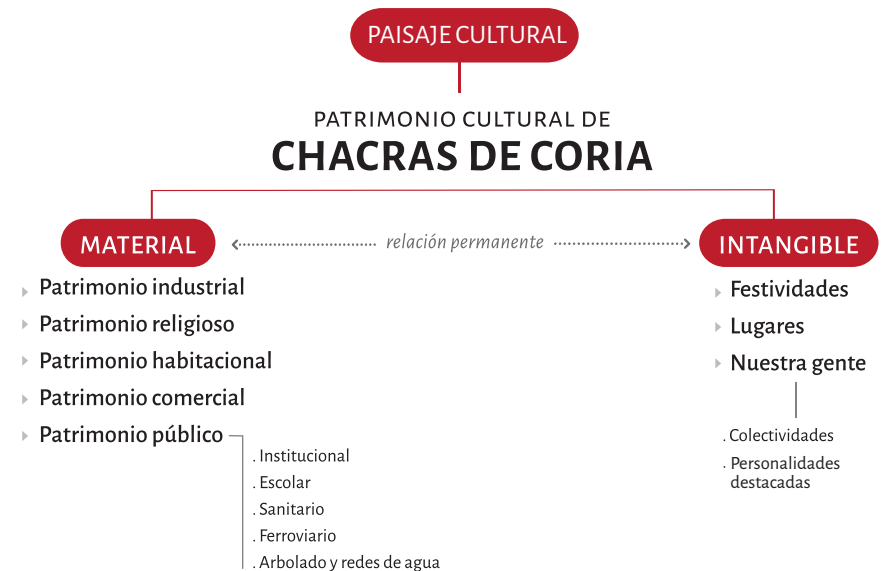 PAISAJE CULTURAL
PATRIMONIO CULTURAL DE
CHACRAS DE CORIA
MATERIAL
relación permanente
INTANGIBLE
Patrimonio industrial
Patrimonio religioso
Patrimonio habitacional
Patrimonio comercial
Patrimonio público
. Institucional
. Escolar
. Sanitario
. Ferroviario
. Arbolado y redes de agua
Festividades
Lugares
Nuestra gente
. Colectividades
. Personalidades
destacadas